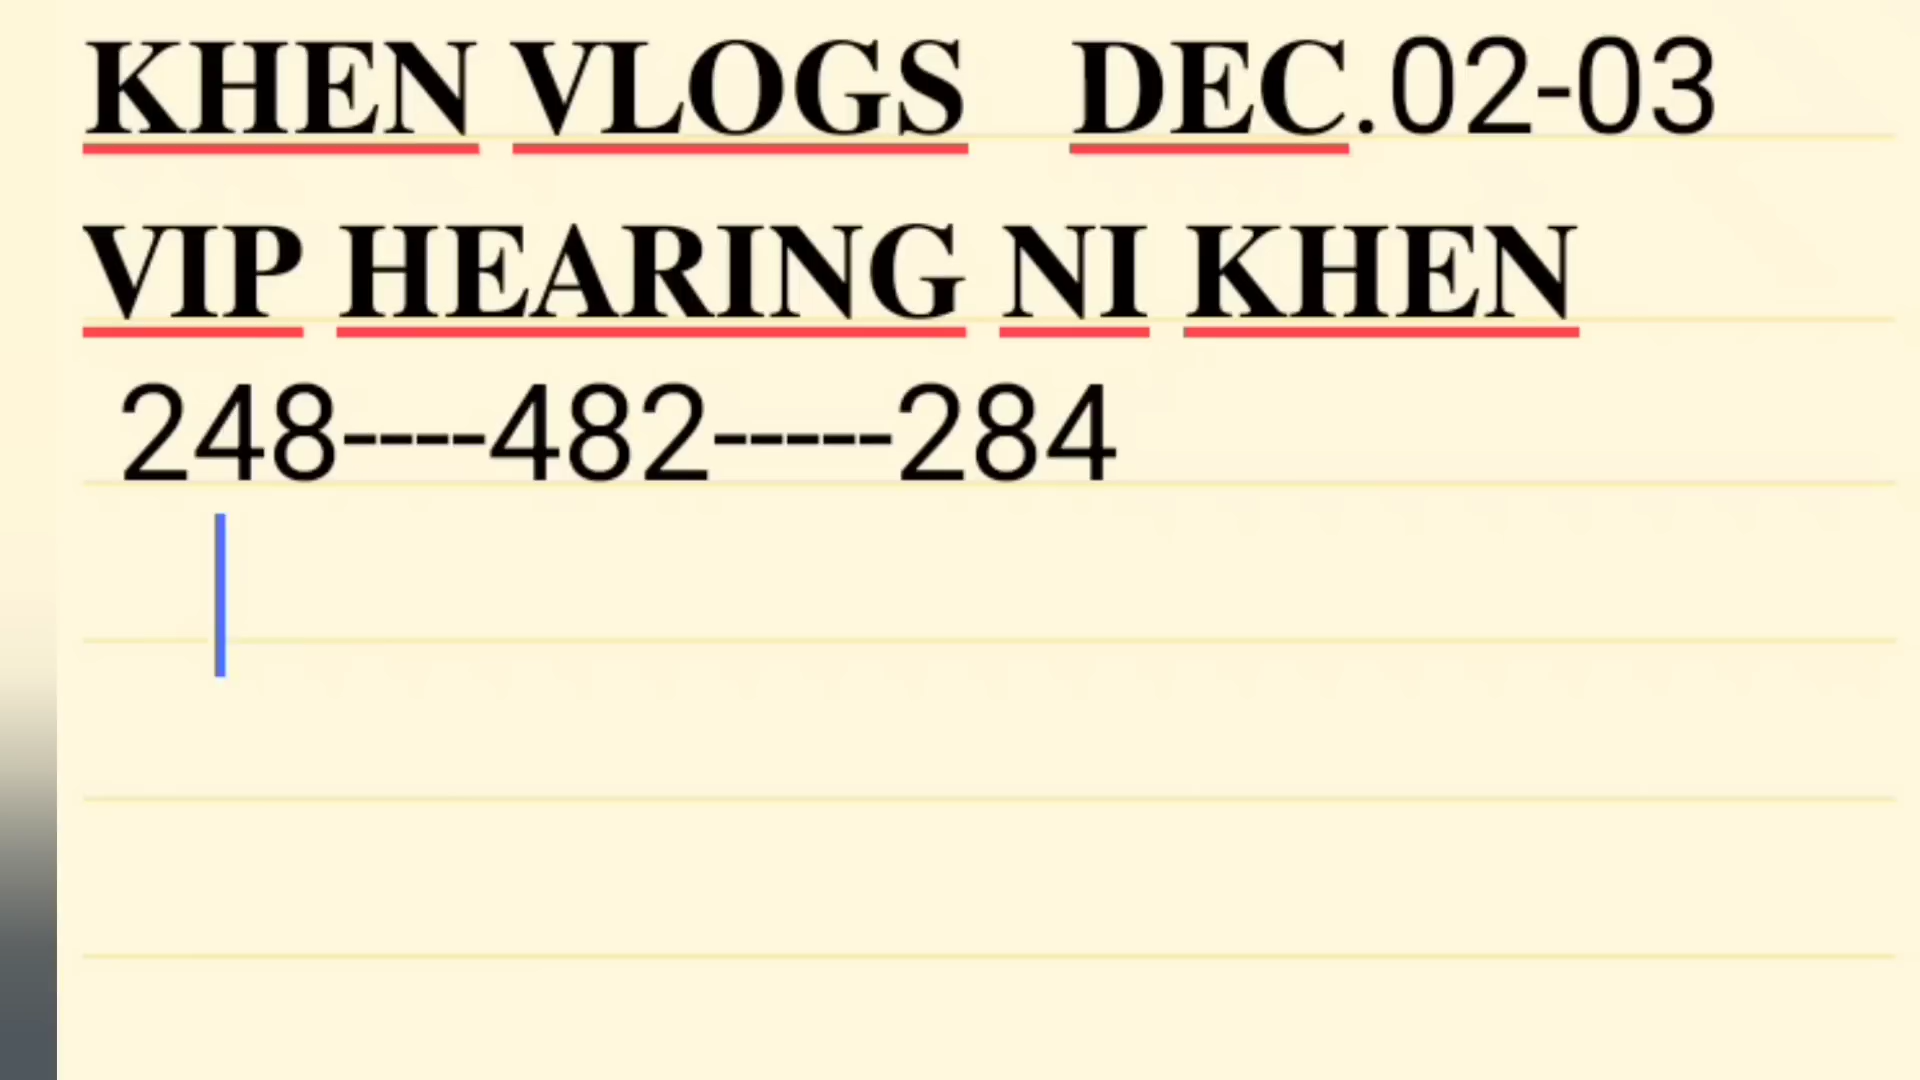 KHEN VLOGS DEC.02-03
VIP HEARING NI KHEN
248----482-----284